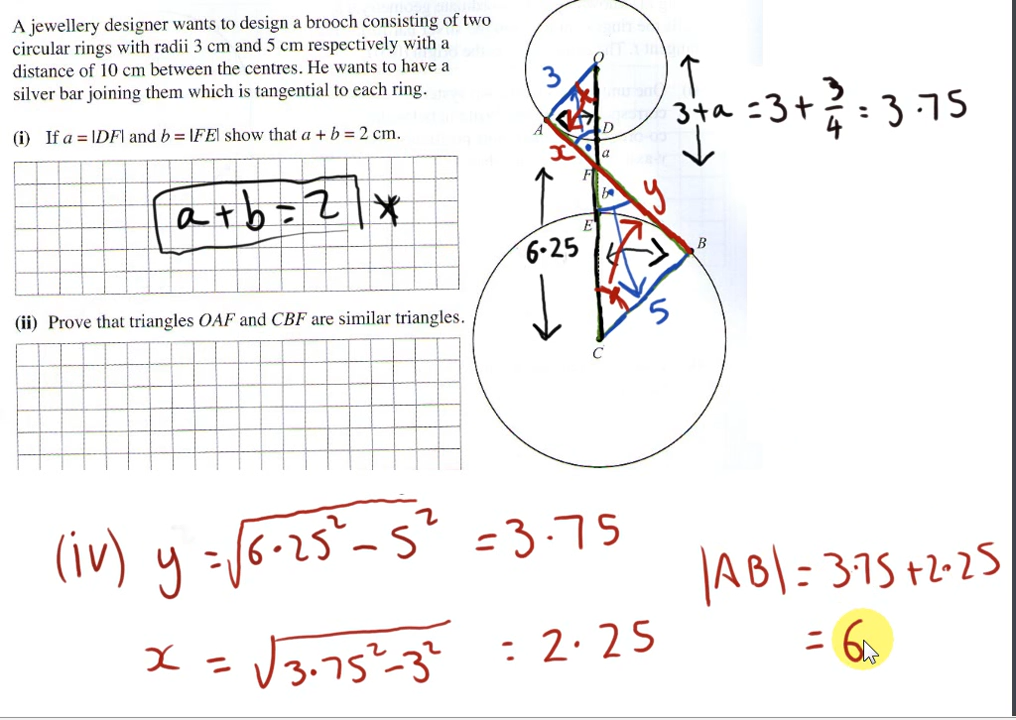 A jewellery designer wants to design a brooch consisting of two
circular rings with radii 3 cm and 5 cm respectively with a
distance of 10 cm between the centres. He wants to have a
silver bar joining them which is tangential to each ring.
(i) If a = |DF| and b = |FE| show that a + b = 2 cm.
a + b = 2 *
(ii) Prove that triangles OAF and CBF are similar triangles.
O
3
x
A
D
x
a
F
b
y
E
B
6.25
x
5
C
3+a = 3 + 3/4 = 3.75
(iv) y = √6.25² - 5² = 3.75
x = √3.75² - 3² = 2.25
|AB| = 3.75 + 2.25
= 6